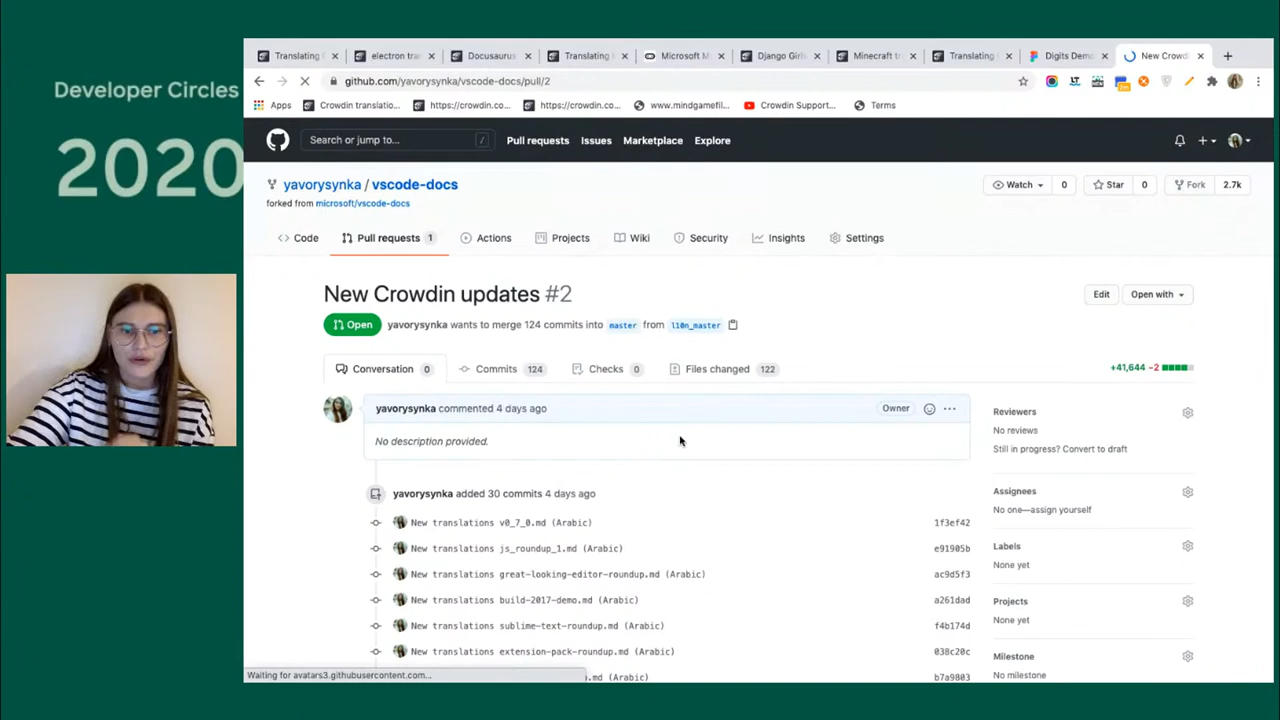 Developer Circles
2020
Translating
electron tra
Docusaurus
Translating
Microsoft M
Django Girls
Minecraft tr
Translating
Digits Demo
New Crowdi
github.com/yavorysynka/vscode-docs/pull/2
Apps
Crowdin translatio...
https://crowdin.co...
https://crowdin.co...
www.mindgamefil...
Crowdin Support...
Terms
Search or jump to...
/
Pull requests
Issues
Marketplace
Explore
yavorysynka / vscode-docs
Watch
0
Star
0
Fork
2.7k
forked from microsoft/vscode-docs
Code
Pull requests 1
Actions
Projects
Wiki
Security
Insights
Settings
New Crowdin updates #2
Edit
Open with
Open
yavorysynka wants to merge 124 commits into master from l10n_master
Conversation 0
Commits 124
Checks 0
Files changed 122
+41,644 −2
yavorysynka commented 4 days ago
Owner
No description provided.
Reviewers
No reviews
Still in progress? Convert to draft
Assignees
No one—assign yourself
Labels
None yet
Projects
None yet
Milestone
No milestone
yavorysynka added 30 commits 4 days ago
New translations v0_7_0.md (Arabic) 1f3ef42
New translations js_roundup_1.md (Arabic) e91905b
New translations great-looking-editor-roundup.md (Arabic) ac9d5f3
New translations build-2017-demo.md (Arabic) a261dad
New translations sublime-text-roundup.md (Arabic) f4b174d
New translations extension-pack-roundup.md (Arabic) 038c20c
.md (Arabic) b7a9803
Waiting for avatars3.githubusercontent.com...